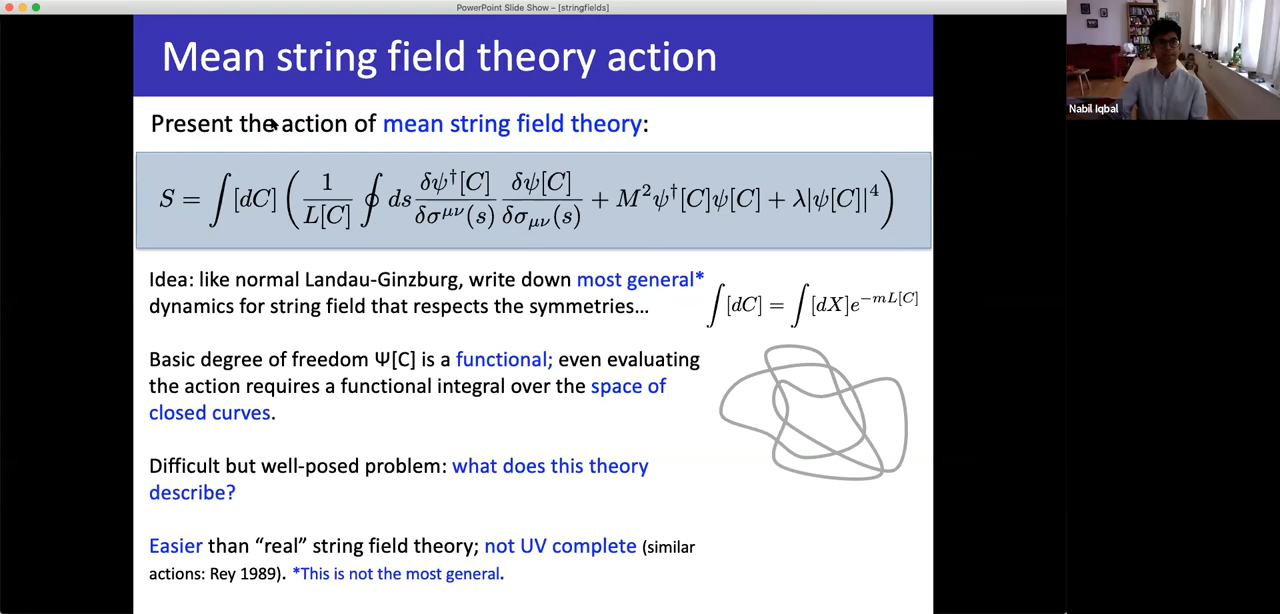 PowerPoint Slide Show – [stringfields]
Mean string field theory action
Nabil Iqbal
Present the action of mean string field theory:
S = ∫[dC] ( 1/L[C] ∮ ds δψ†[C]/δσ^{μν}(s) δψ[C]/δσ_{μν}(s) + M²ψ†[C]ψ[C] + λ|ψ[C]|⁴ )
Idea: like normal Landau-Ginzburg, write down most general*
dynamics for string field that respects the symmetries…
∫[dC] = ∫[dX]e^{−mL[C]}
Basic degree of freedom Ψ[C] is a functional; even evaluating
the action requires a functional integral over the space of
closed curves.
Difficult but well-posed problem: what does this theory
describe?
Easier than “real” string field theory; not UV complete (similar
actions: Rey 1989). *This is not the most general.